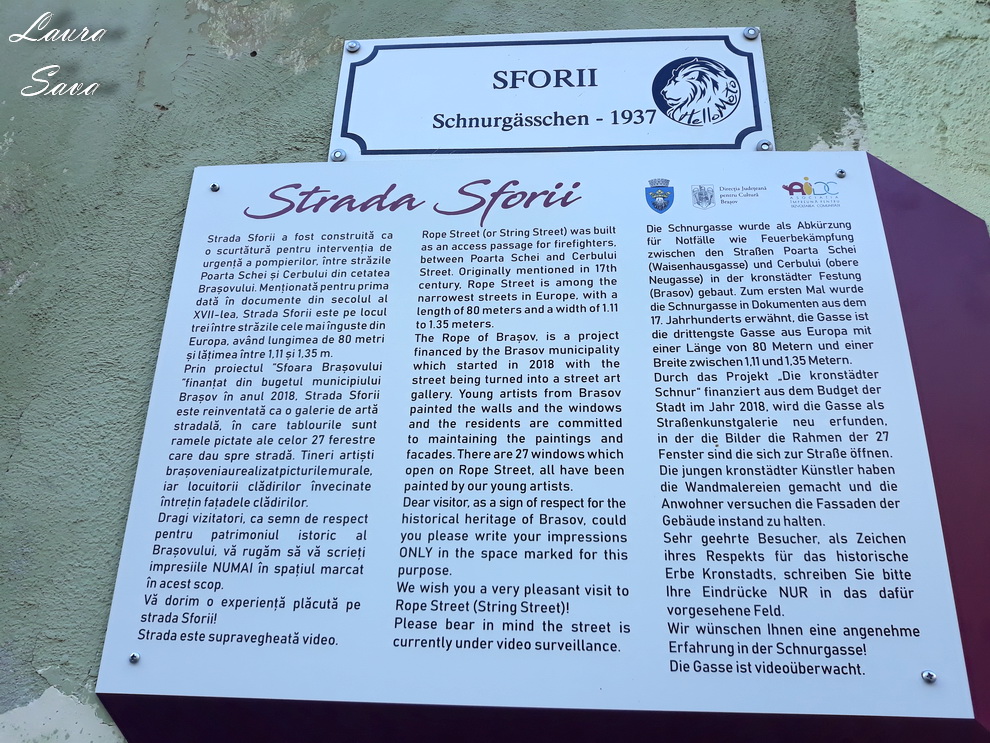 Laura
Sava
SFORII
Schnurgässchen - 1937
HelloMoto
Strada Sforii
Direcția Județeană
pentru Cultură
Brașov
AIDC
ASOCIAȚIA
Strada Sforii a fost construită ca
o scurtătură pentru intervenția de
urgență a pompierilor, între străzile
Poarta Schei și Cerbului din cetatea
Brașovului. Menționată pentru prima
dată în documente din secolul al
XVII-lea, Strada Sforii este pe locul
trei între străzile cele mai înguste din
Europa, având lungimea de 80 metri
și lățimea între 1,11 și 1,35 m.
Prin proiectul "Sfoara Brașovului
"finanțat din bugetul municipiului
Brașov în anul 2018, Strada Sforii
este reinventată ca o galerie de artă
stradală, în care tablourile sunt
ramele pictate ale celor 27 ferestre
care dau spre stradă. Tineri artiști
brașoveni au realizat picturile murale,
iar locuitorii clădirilor învecinate
întrețin fațadele clădirilor.
Dragi vizitatori, ca semn de respect
pentru patrimoniul istoric al
Brașovului, vă rugăm să vă scrieți
impresiile NUMAI în spațiul marcat
în acest scop.
Vă dorim o experiență plăcută pe
strada Sforii!
Strada este supravegheată video.
Rope Street (or String Street) was built
as an access passage for firefighters,
between Poarta Schei and Cerbului
Street. Originally mentioned in 17th
century, Rope Street is among the
narrowest streets in Europe, with a
length of 80 meters and a width of 1.11
to 1.35 meters.
The Rope of Brașov, is a project
financed by the Brasov municipality
which started in 2018 with the
street being turned into a street art
gallery. Young artists from Brasov
painted the walls and the windows
and the residents are committed
to maintaining the paintings and
facades. There are 27 windows which
open on Rope Street, all have been
painted by our young artists.
Dear visitor, as a sign of respect for the
historical heritage of Brasov, could
you please write your impressions
ONLY in the space marked for this
purpose.
We wish you a very pleasant visit to
Rope Street (String Street)!
Please bear in mind the street is
currently under video surveillance.
Die Schnurgasse wurde als Abkürzung
für Notfälle wie Feuerbekämpfung
zwischen den Straßen Poarta Schei
(Waisenhausgasse) und Cerbului (obere
Neugasse) in der kronstädter Festung
(Brasov) gebaut. Zum ersten Mal wurde
die Schnurgasse in Dokumenten aus dem
17. Jahrhunderts erwähnt, die Gasse ist
die drittengste Gasse aus Europa mit
einer Länge von 80 Metern und einer
Breite zwischen 1,11 und 1,35 Metern.
Durch das Projekt „Die kronstädter
Schnur“ finanziert aus dem Budget der
Stadt im Jahr 2018, wird die Gasse als
Straßenkunstgalerie neu erfunden,
in der die Bilder die Rahmen der 27
Fenster sind die sich zur Straße öffnen.
Die jungen kronstädter Künstler haben
die Wandmalereien gemacht und die
Anwohner versuchen die Fassaden der
Gebäude instand zu halten.
Sehr geehrte Besucher, als Zeichen
ihres Respekts für das historische
Erbe Kronstadts, schreiben Sie bitte
Ihre Eindrücke NUR in das dafür
vorgesehene Feld.
Wir wünschen Ihnen eine angenehme
Erfahrung in der Schnurgasse!
Die Gasse ist videoüberwacht.